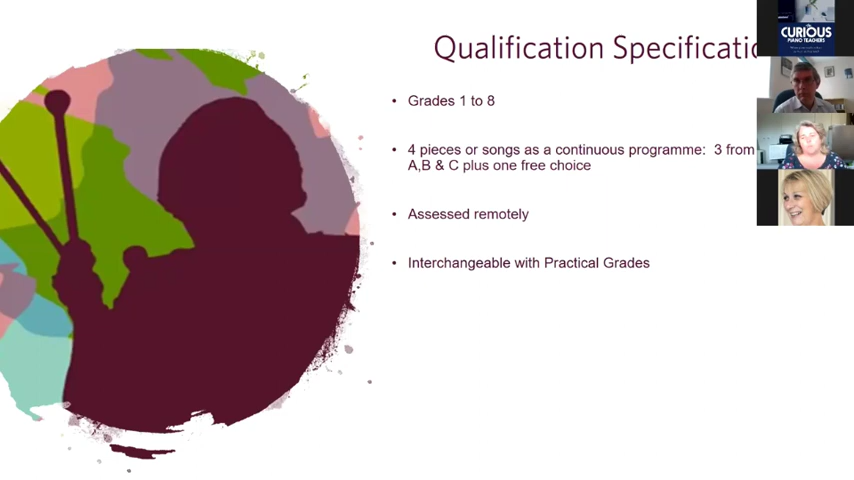 Qualification Specificatio
• Grades 1 to 8
• 4 pieces or songs as a continuous programme: 3 from
A,B & C plus one free choice
• Assessed remotely
• Interchangeable with Practical Grades
CURIOUS
PIANO TEACHERS